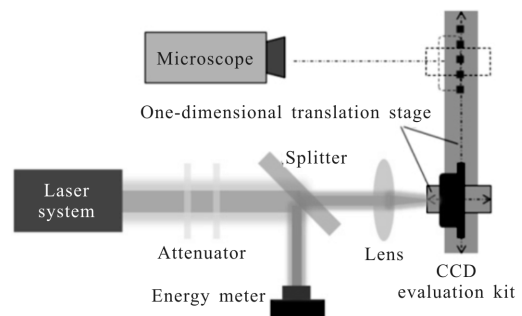 Microscope
One-dimensional translation stage
Splitter
Laser
system
Attenuator
Lens
Energy meter
CCD
evaluation kit